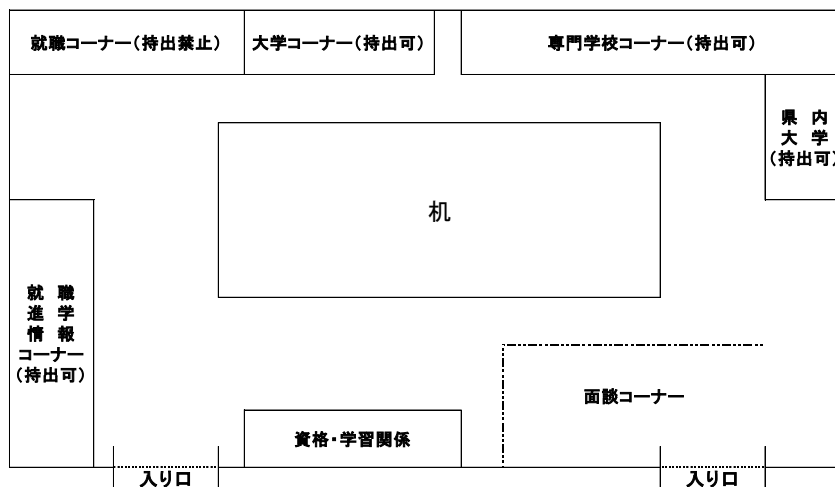 就職コーナー(持出禁止)
大学コーナー(持出可)
専門学校コーナー(持出可)
県 内
大 学
(持出可)
机
就 職
進 学
情 報
コーナー
(持出可)
面談コーナー
資格・学習関係
入り口
入り口